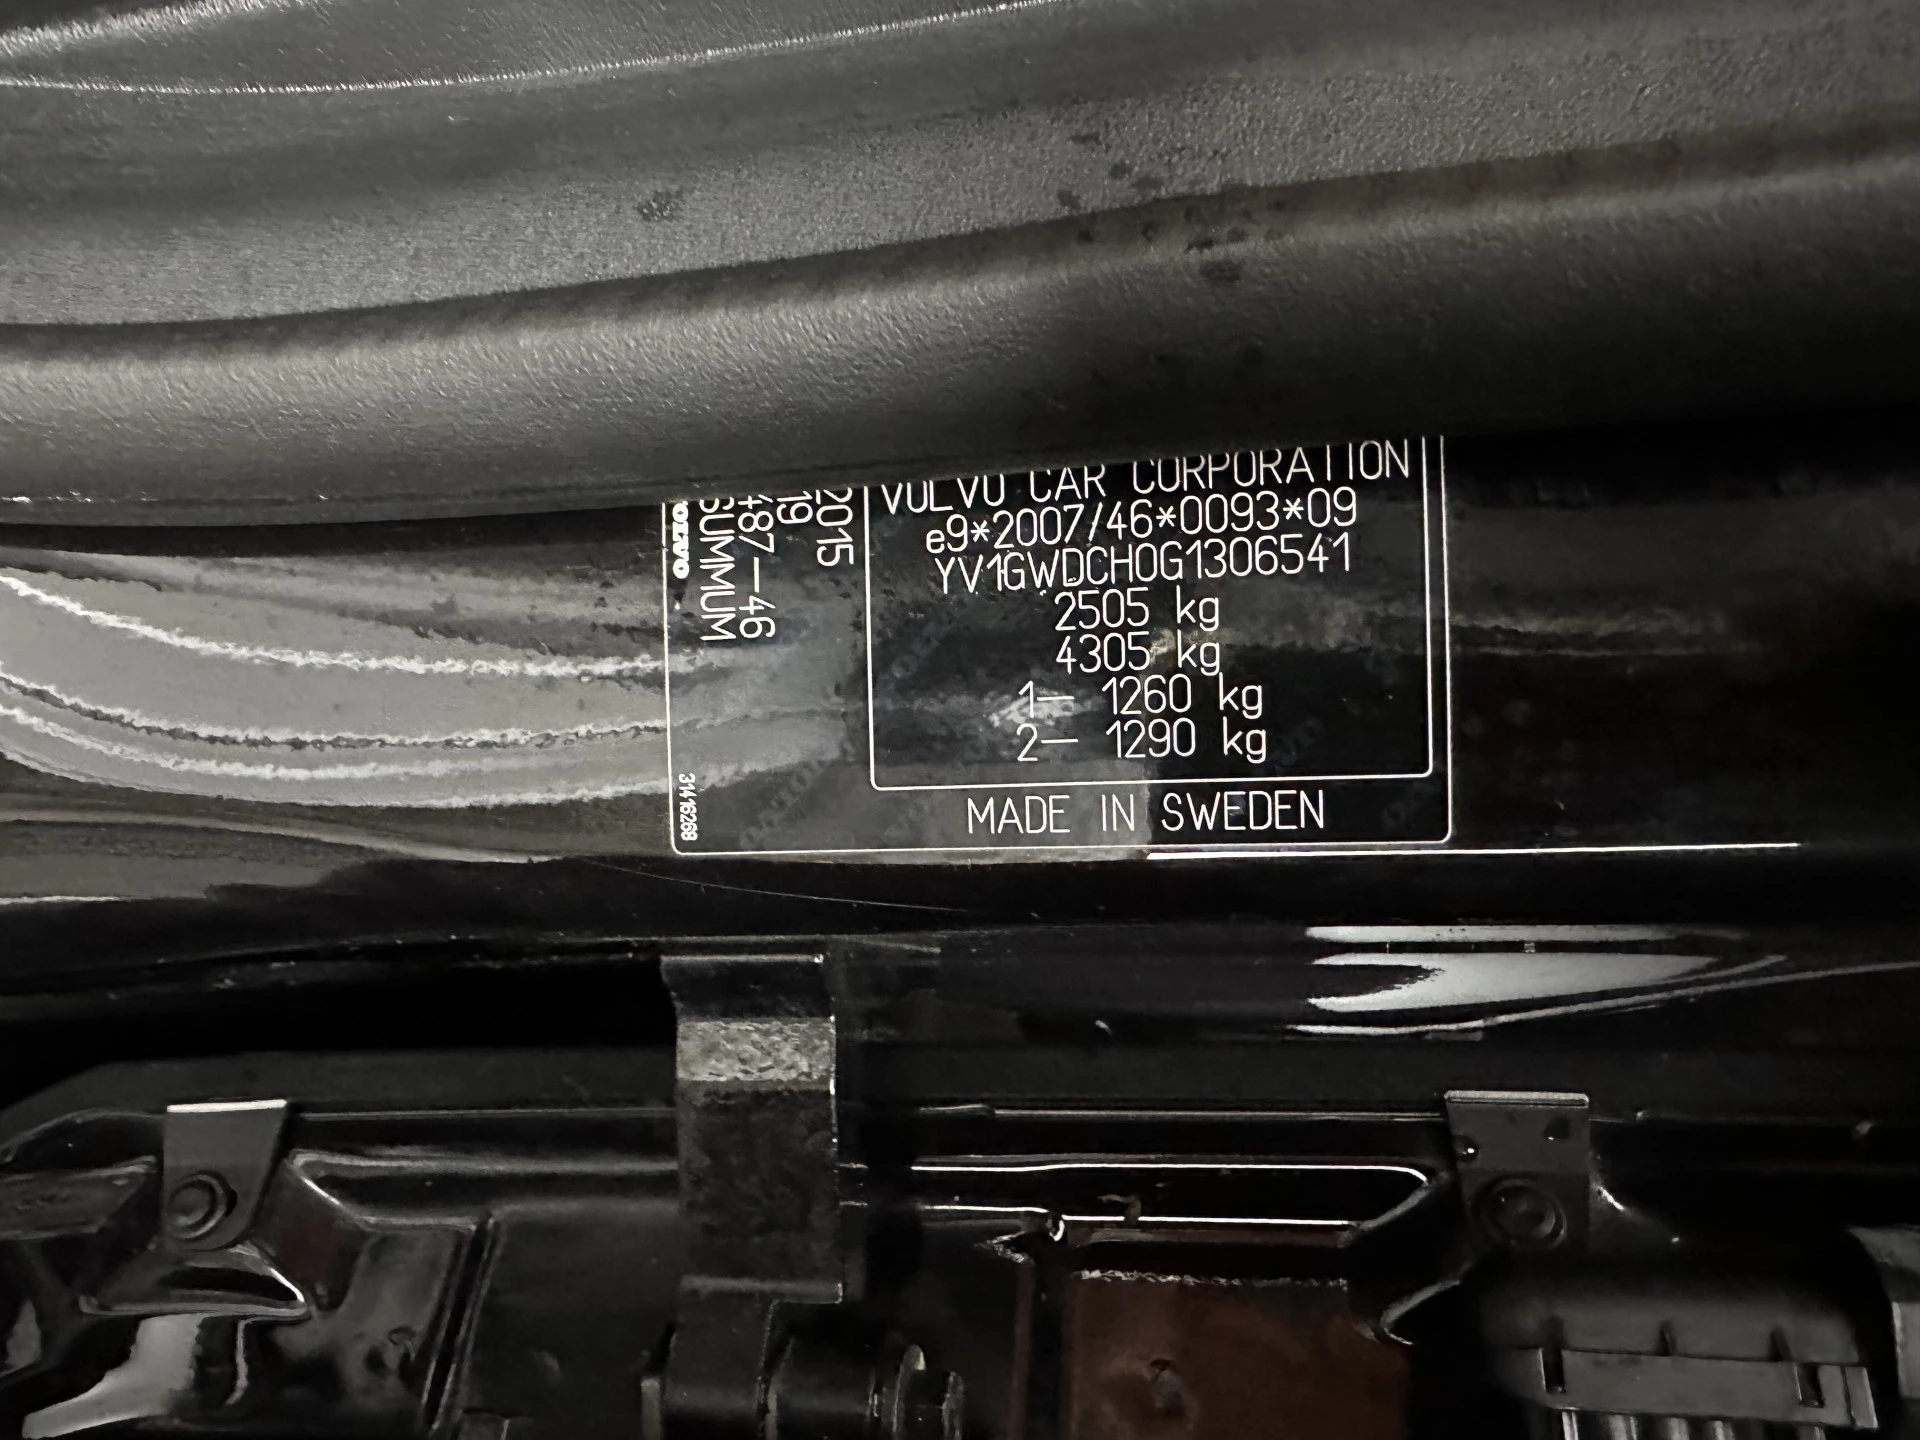 VOLVO CAR CORPORATION
e9*2007/46*0093*09
YV1GWDCH0G1306541
2505 kg
4305 kg
1— 1260 kg
2— 1290 kg
MADE IN SWEDEN
2015
19
487—46
SUMMUM
VOLVO
31416268